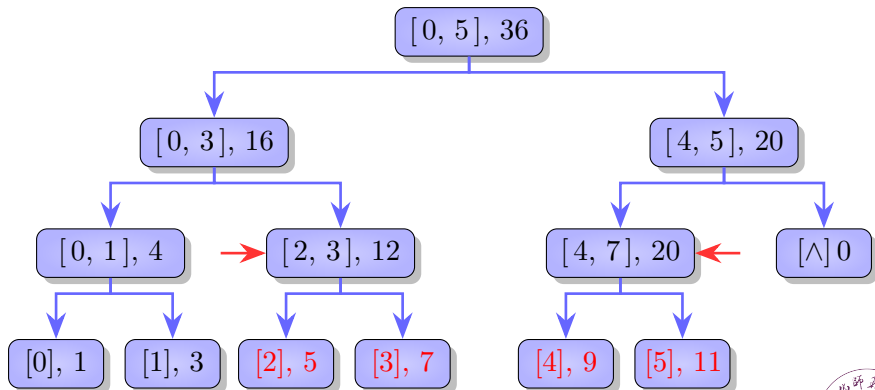 [0, 5], 36
[0, 3], 16
[4, 5], 20
[0, 1], 4
[2, 3], 12
[4, 7], 20
[∧] 0
[0], 1
[1], 3
[2], 5
[3], 7
[4], 9
[5], 11